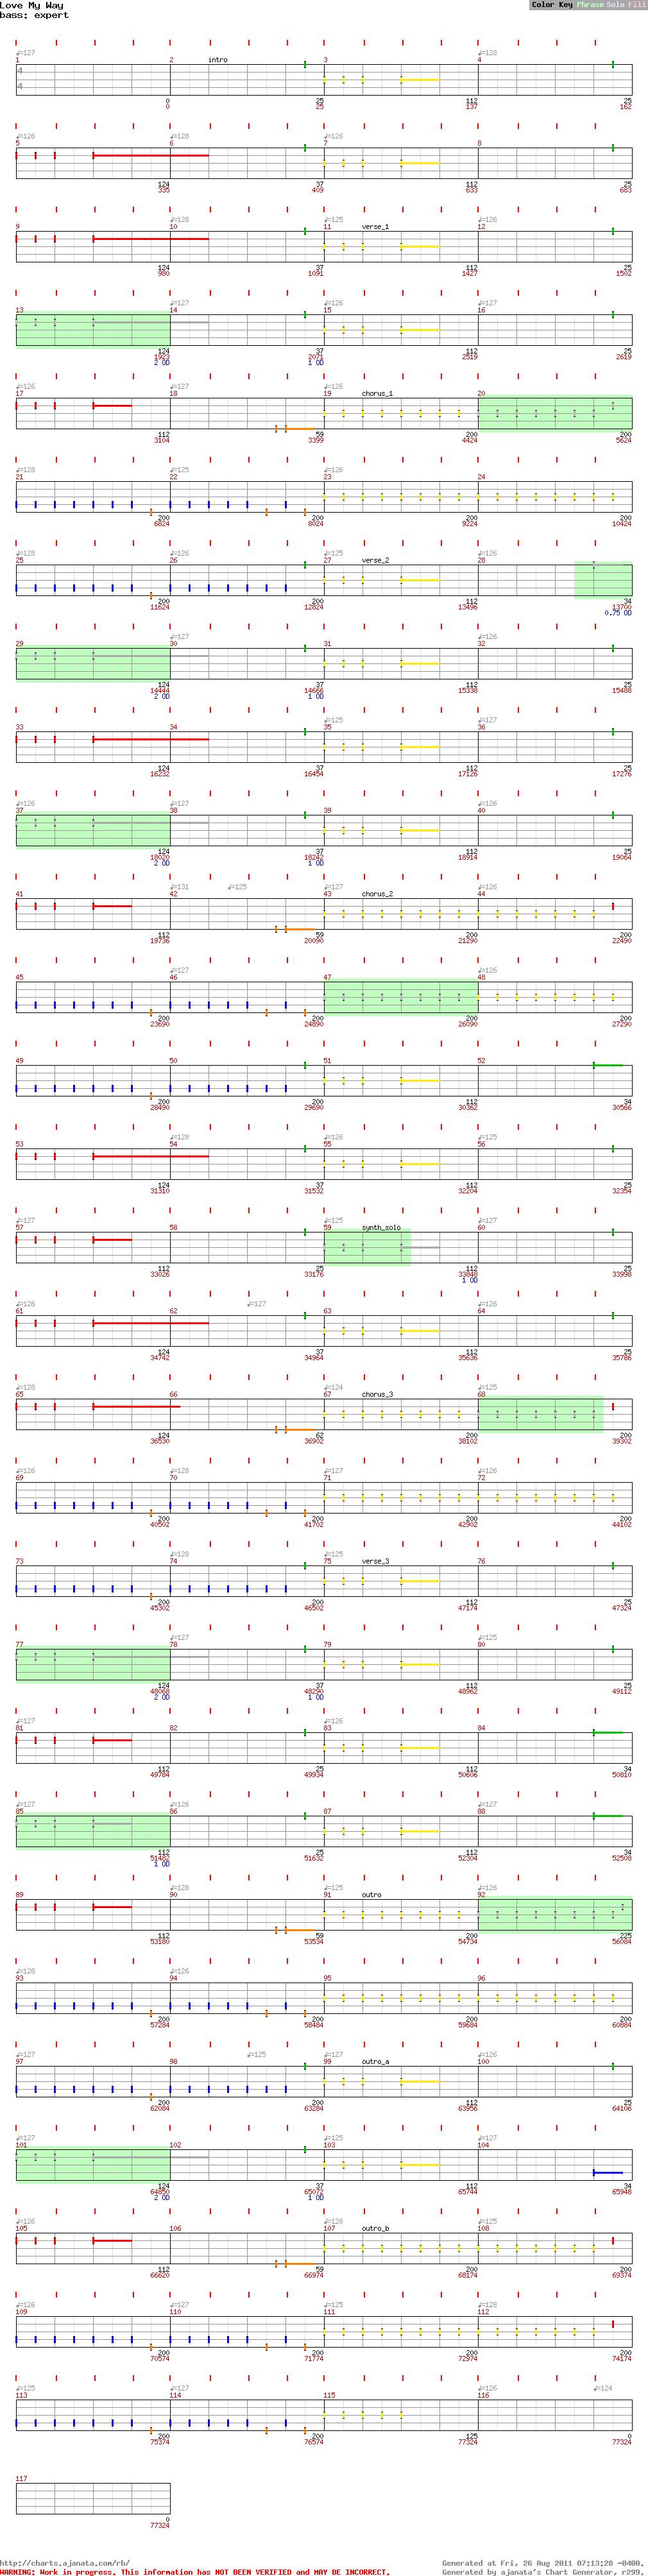 Love My Way
bass: expert
Color Key Phrase Solo Fill
♩=127 ♩=128
1 2 intro 3 4
4
4
0 25 112 25
0 25 137 162
♩=126 ♩=128 ♩=126
5 6 7 8
124 37 112 25
335 409 633 683
♩=128 ♩=125 ♩=126
9 10 11 verse_1 12
124 37 112 25
980 1091 1427 1502
♩=127 ♩=126 ♩=127
13 14 15 16
124 37 112 25
1923 2071 2519 2619
2 OD 1 OD
♩=126 ♩=127 ♩=126
17 18 19 chorus_1 20
112 59 200 200
3104 3399 4424 5624
♩=128 ♩=125 ♩=126
21 22 23 24
200 200 200 200
6824 8024 9224 10424
♩=128 ♩=126 ♩=125
25 26 27 verse_2 28
200 200 112 34
11624 12824 13496 13700
0.75 OD
♩=127 ♩=126
29 30 31 32
124 37 112 25
14444 14666 15338 15488
2 OD 1 OD
♩=125 ♩=127
33 34 35 36
124 37 112 25
16232 16454 17126 17276
♩=126 ♩=127 ♩=126
37 38 39 40
124 37 112 25
18020 18242 18914 19064
2 OD 1 OD
♩=131 ♩=125 ♩=127 ♩=126
41 42 43 chorus_2 44
112 59 200 200
19736 20090 21290 22490
♩=127 ♩=126
45 46 47 48
200 200 200 200
23690 24890 26090 27290
49 50 51 52
200 200 112 34
28490 29690 30362 30566
♩=128 ♩=126 ♩=125
53 54 55 56
124 37 112 25
31310 31532 32204 32354
♩=127 ♩=125 ♩=127
57 58 59 synth_solo 60
112 25 112 25
33026 33176 33848 33998
1 OD
♩=126 ♩=127 ♩=126
61 62 63 64
124 37 112 25
34742 34964 35636 35786
♩=128 ♩=124 ♩=125
65 66 67 chorus_3 68
124 62 200 200
36530 36902 38102 39302
♩=126 ♩=128 ♩=127 ♩=126
69 70 71 72
200 200 200 200
40502 41702 42902 44102
♩=128 ♩=125
73 74 75 verse_3 76
200 200 112 25
45302 46502 47174 47324
♩=127 ♩=125
77 78 79 80
124 37 112 25
48068 48290 48962 49112
2 OD 1 OD
♩=127 ♩=126
81 82 83 84
112 25 112 34
49784 49934 50606 50810
♩=127 ♩=126 ♩=127
85 86 87 88
112 25 112 34
51482 51632 52304 52508
1 OD
♩=128 ♩=125 ♩=126
89 90 91 outro 92
112 59 200 225
53180 53534 54734 56084
♩=128 ♩=126
93 94 95 96
200 200 200 200
57284 58484 59684 60884
♩=127 ♩=125 ♩=127 ♩=126
97 98 99 outro_a 100
200 200 112 25
62084 63284 63956 64106
♩=127 ♩=125 ♩=127
101 102 103 104
124 37 112 34
64850 65072 65744 65948
2 OD 1 OD
♩=126 ♩=128 ♩=125
105 106 107 outro_b 108
112 59 200 200
66620 66974 68174 69374
♩=126 ♩=127 ♩=125 ♩=128
109 110 111 112
200 200 200 200
70574 71774 72974 74174
♩=125 ♩=127 ♩=126 ♩=124
113 114 115 116
200 200 125 0
75374 76574 77324 77324
117
0
77324
http://charts.ajanata.com/rb/ Generated at Fri, 26 Aug 2011 07:13:28 -0400.
WARNING: Work in progress. This information has NOT BEEN VERIFIED and MAY BE INCORRECT. Generated by ajanata's Chart Generator, r299.